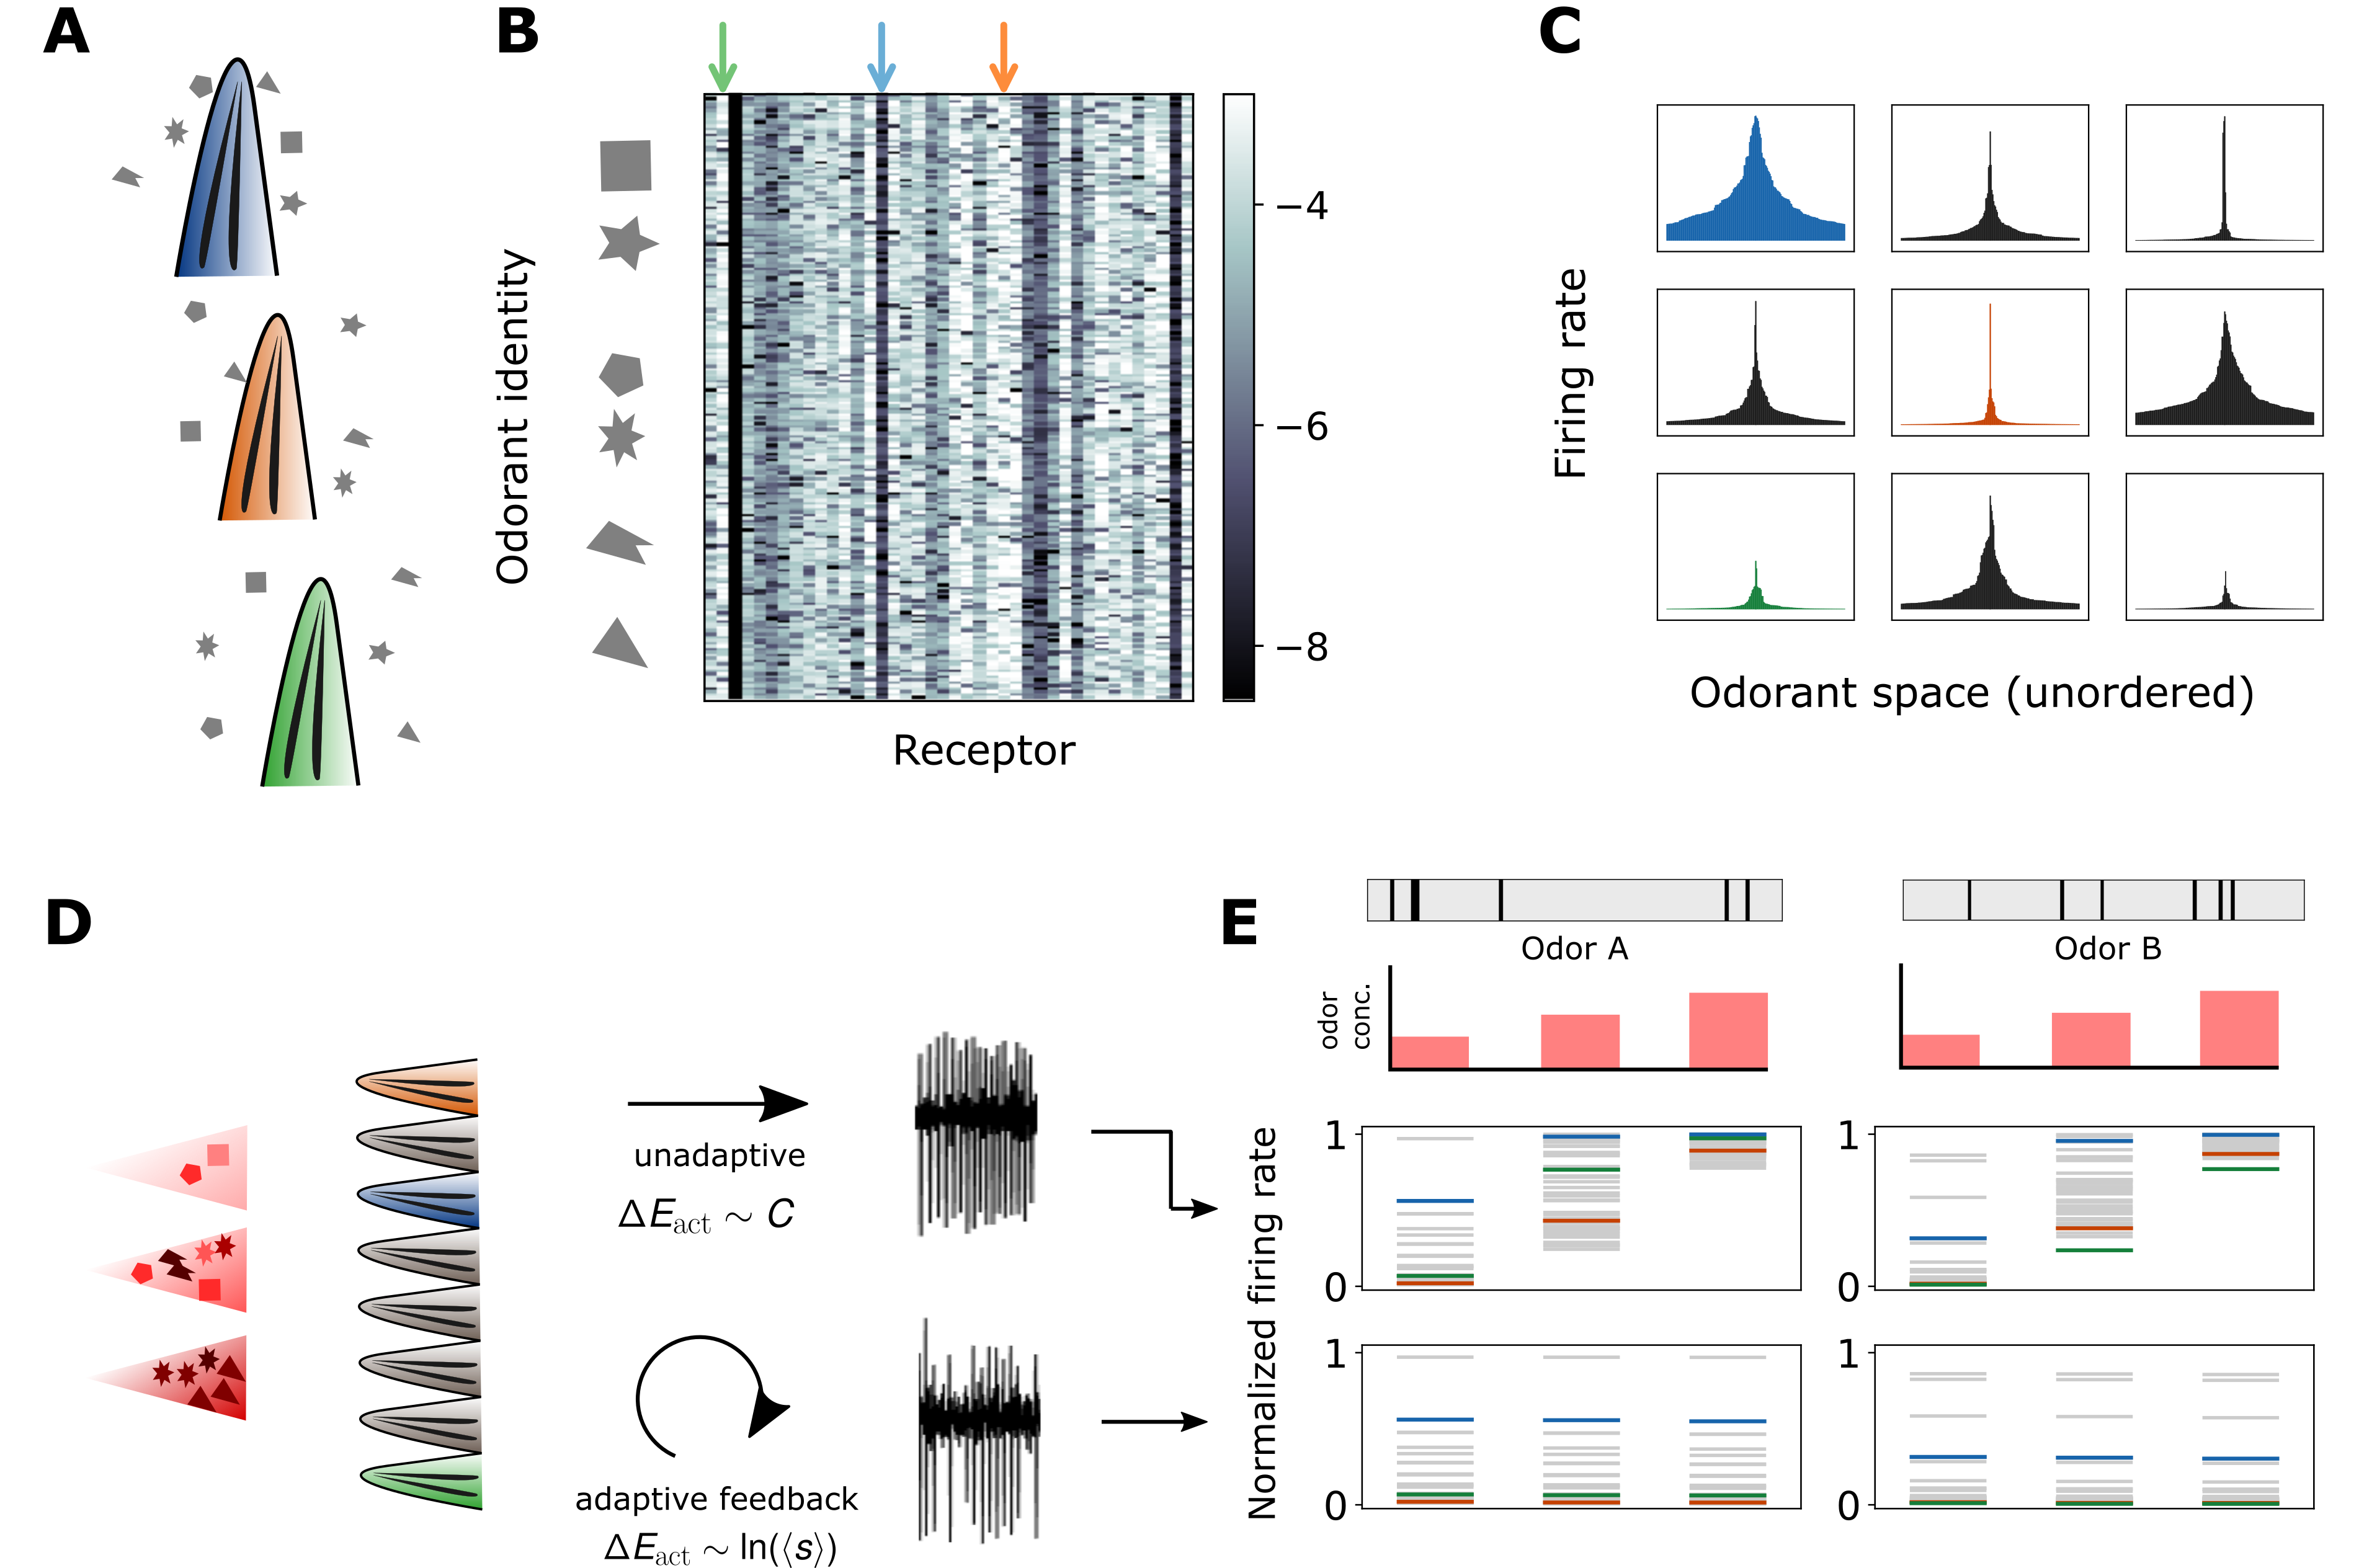 A
B
C
Odorant identity
−4
−6
−8
Receptor
Firing rate
Odorant space (unordered)
D
unadaptive
ΔE_act ∼ C
adaptive feedback
ΔE_act ∼ ln(⟨s⟩)
E
Odor A
Odor B
odor
conc.
Normalized firing rate
1
0
1
0
1
0
1
0